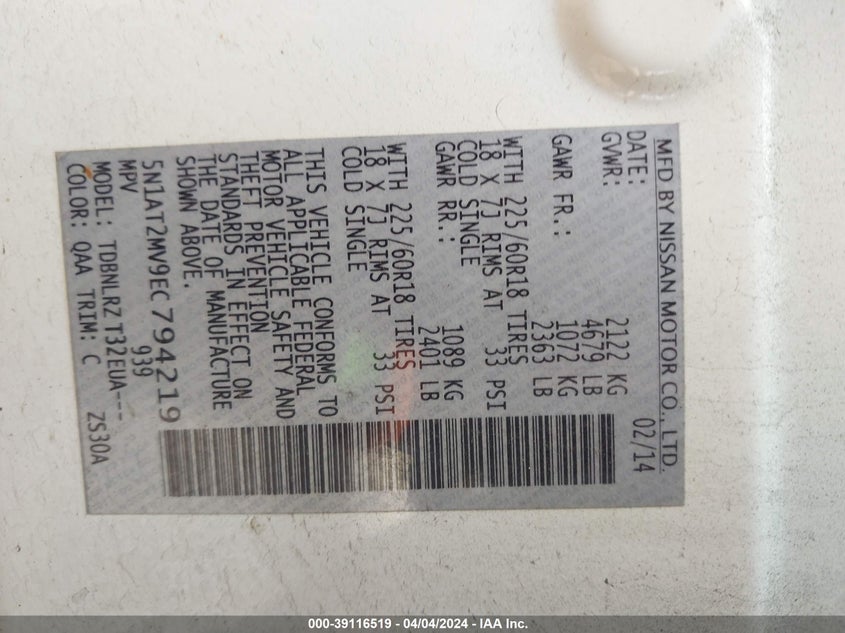 MFD BY NISSAN MOTOR CO., LTD.
DATE: 02/14
GVWR: 2122 KG
4679 LB
GAWR FR.: 1072 KG
2363 LB
WITH 225/60R18 TIRES
18 X 7J RIMS AT 33 PSI
COLD SINGLE
GAWR RR.: 1089 KG
2401 LB
WITH 225/60R18 TIRES
18 X 7J RIMS AT 33 PSI
COLD SINGLE
THIS VEHICLE CONFORMS TO
ALL APPLICABLE FEDERAL
MOTOR VEHICLE SAFETY AND
THEFT PREVENTION
STANDARDS IN EFFECT ON
THE DATE OF MANUFACTURE
SHOWN ABOVE.
5N1AT2MV9EC794219
MPV 939
MODEL: TDBNLRZ T32EUA---
COLOR: QAA TRIM: C ZS30A
000-39116519 - 04/04/2024 - IAA Inc.